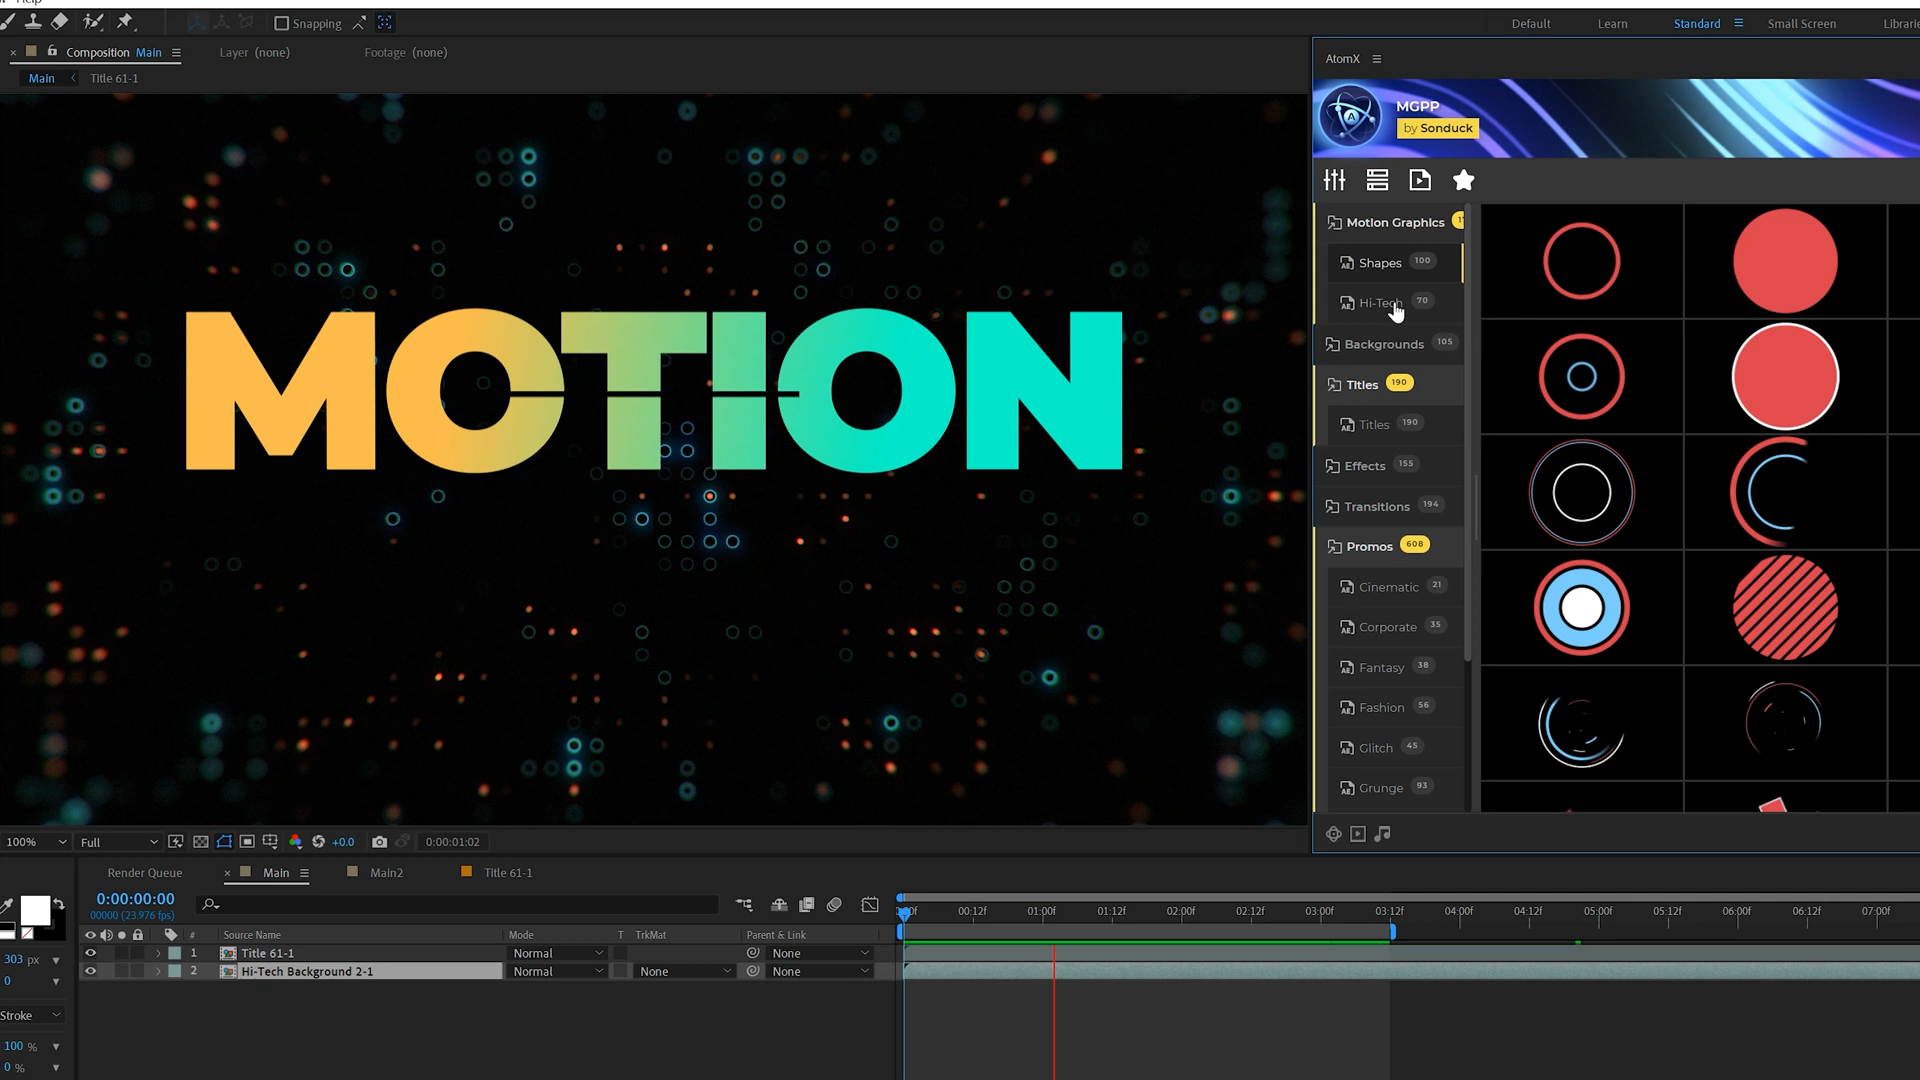 Help
Snapping
Default
Learn
Standard
Small Screen
Composition Main
Layer (none)
Footage (none)
AtomX
Main
Title 61-1
MGPP
by Sonduck
A
Motion Graphics
Shapes 100
Hi-Tech 70
Backgrounds 105
Titles 190
Titles 190
Effects 155
Transitions 194
Promos 608
Cinematic 21
Corporate 35
Fantasy 38
Fashion 56
Glitch 45
Grunge 93
MOTION
100%
Full
+0.0
0:00:01:02
Render Queue
Main
Main2
Title 61-1
0:00:00:00
00000 (23.976 fps)
00:12f
01:00f
01:12f
02:00f
02:12f
03:00f
03:12f
04:00f
04:12f
05:00f
05:12f
06:00f
06:12f
07:00f
# Source Name Mode T TrkMat Parent & Link
1 Title 61-1 Normal None
2 Hi-Tech Background 2-1 Normal None None
303 px
0
Stroke
100 %
0 %